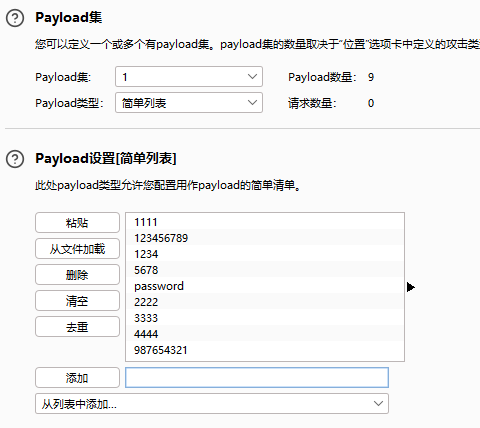 Payload集
您可以定义一个或多个有payload集。payload集的数量取决于"位置"选项卡中定义的攻击类
Payload集: 1 Payload数量: 9
Payload类型: 简单列表 请求数量: 0
Payload设置[简单列表]
此处payload类型允许您配置用作payload的简单清单。
粘贴
从文件加载
删除
清空
去重
1111
123456789
1234
5678
password
2222
3333
4444
987654321
添加
从列表中添加...